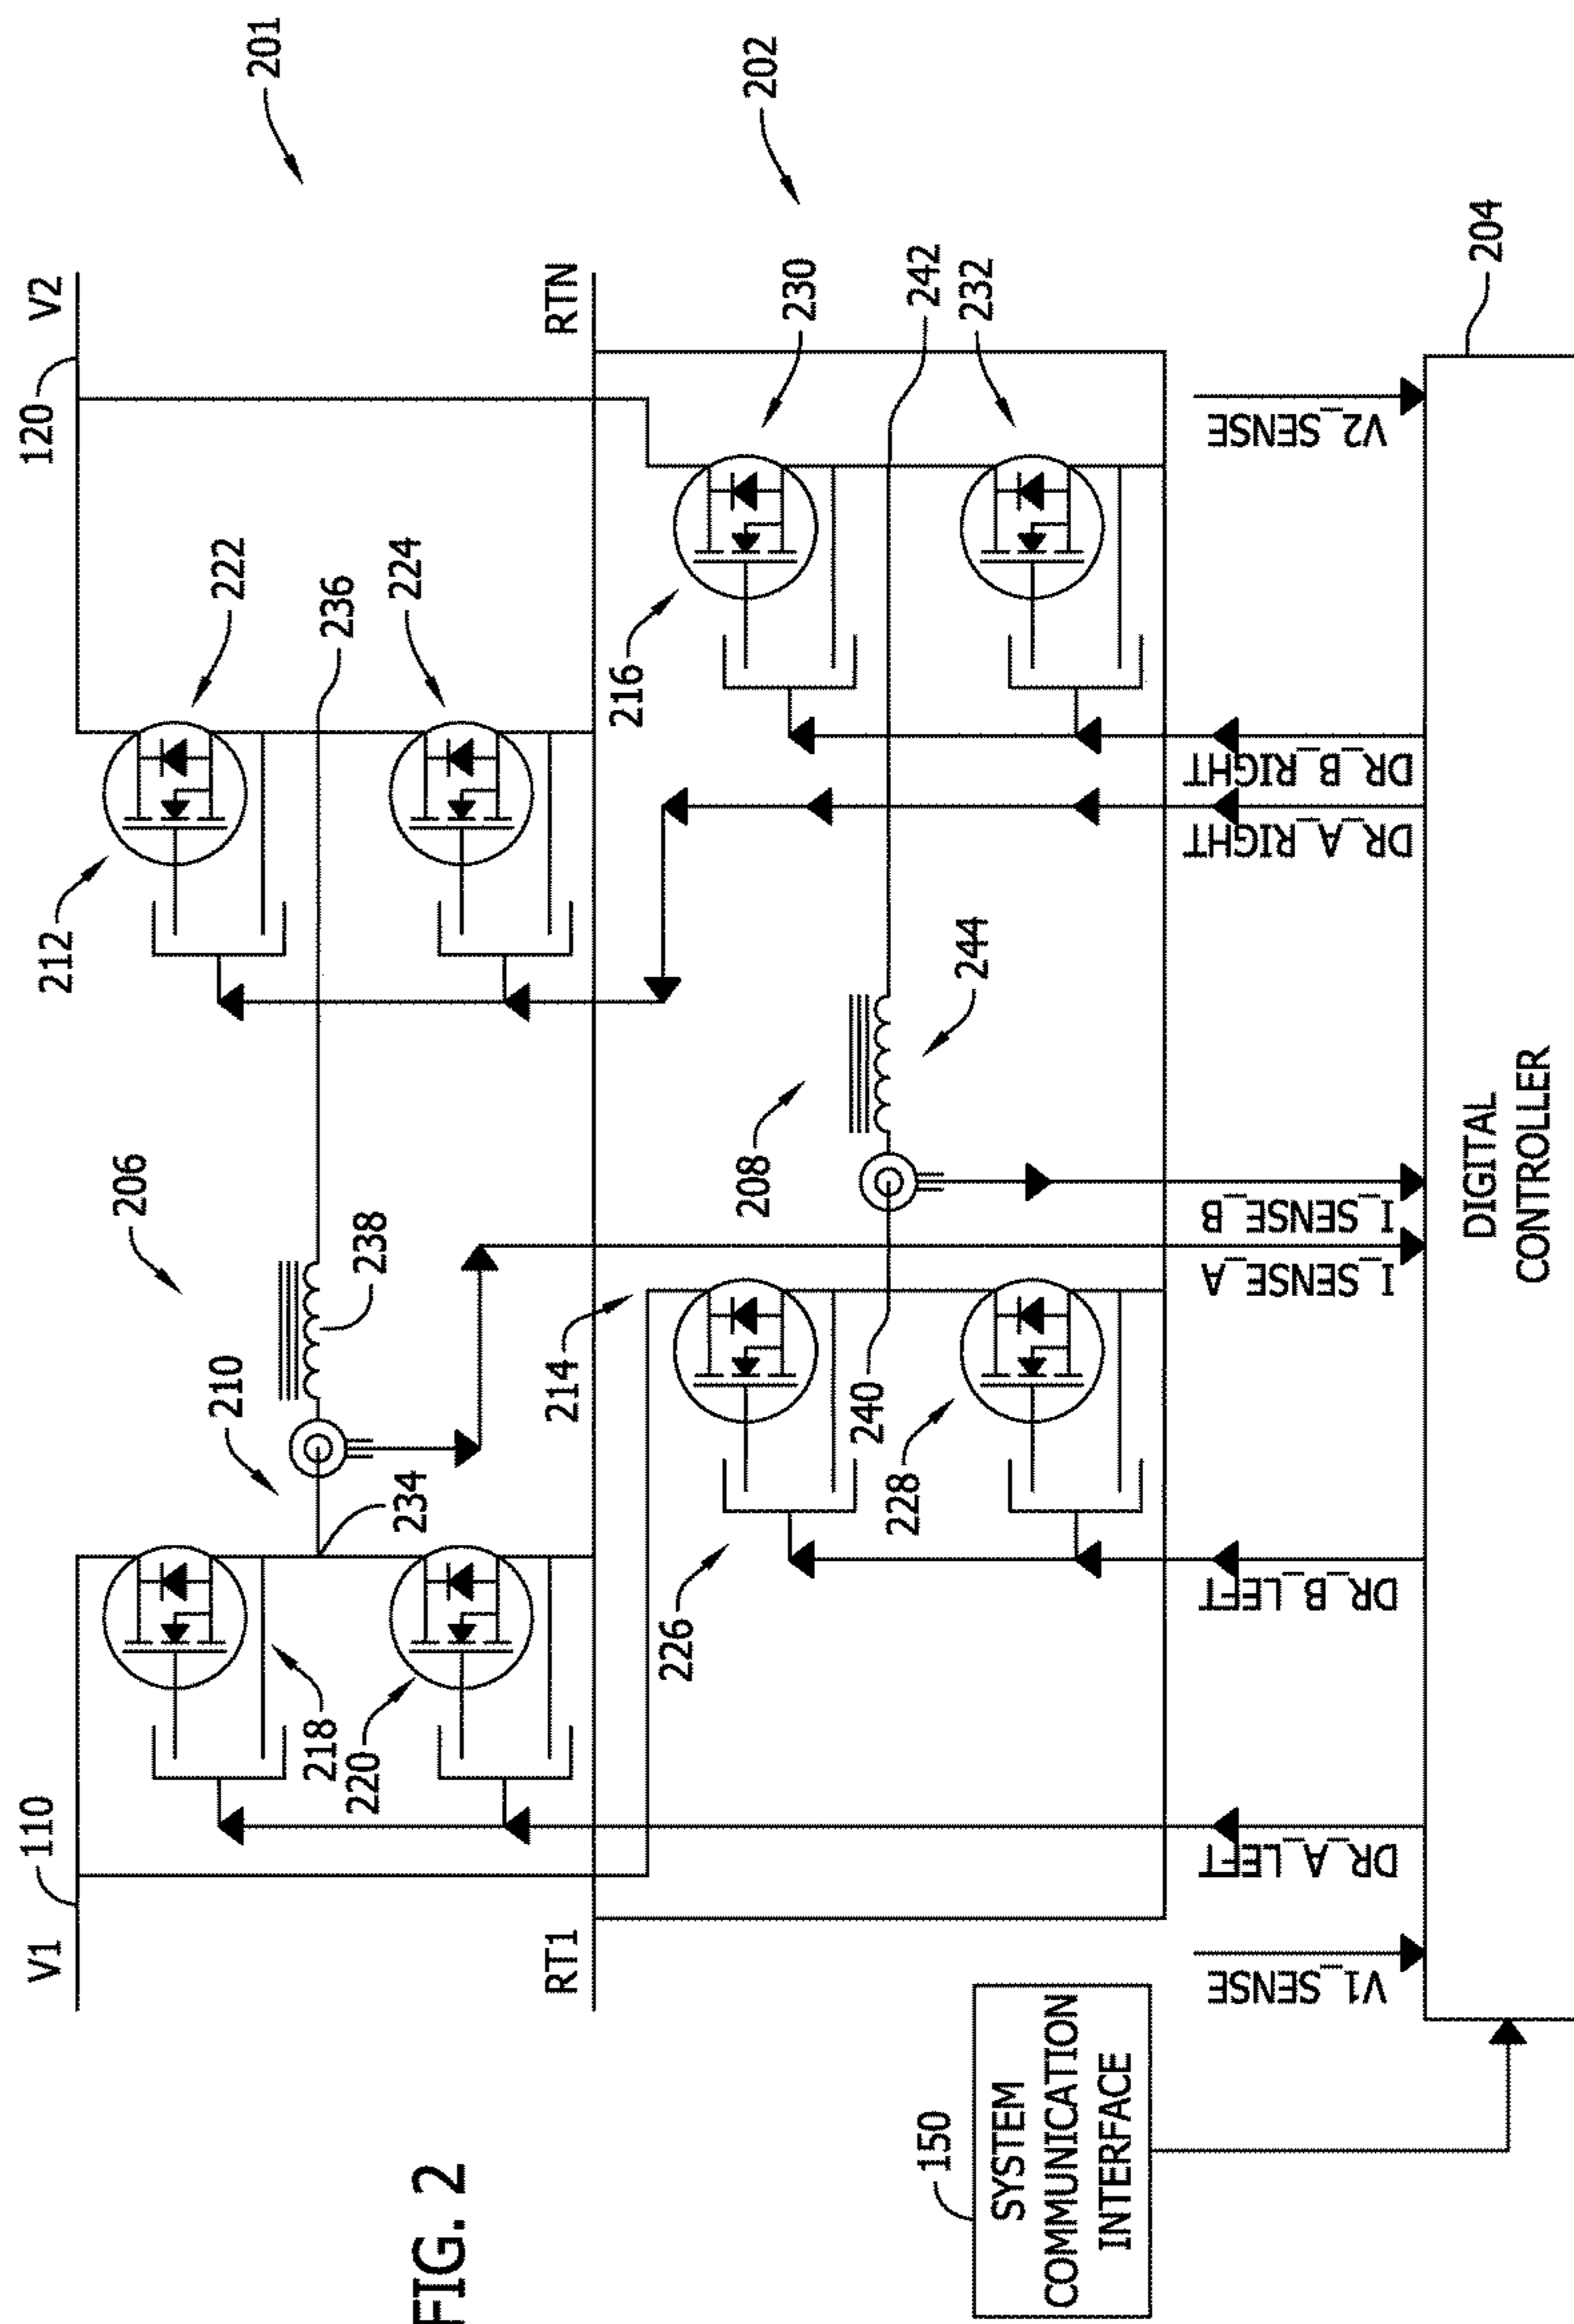 FIG. 2
V1
110
120
V2
201
206
210
212
222
218
220
234
238
236
224
RT1
RTN
202
214
216
230
226
228
240
208
244
242
232
150
SYSTEM
COMMUNICATION
INTERFACE
V1_SENSE
DR_A_LEFT
DR_B_LEFT
I_SENSE_A
I_SENSE_B
DR_A_RIGHT
DR_B_RIGHT
V2_SENSE
204
DIGITAL
CONTROLLER